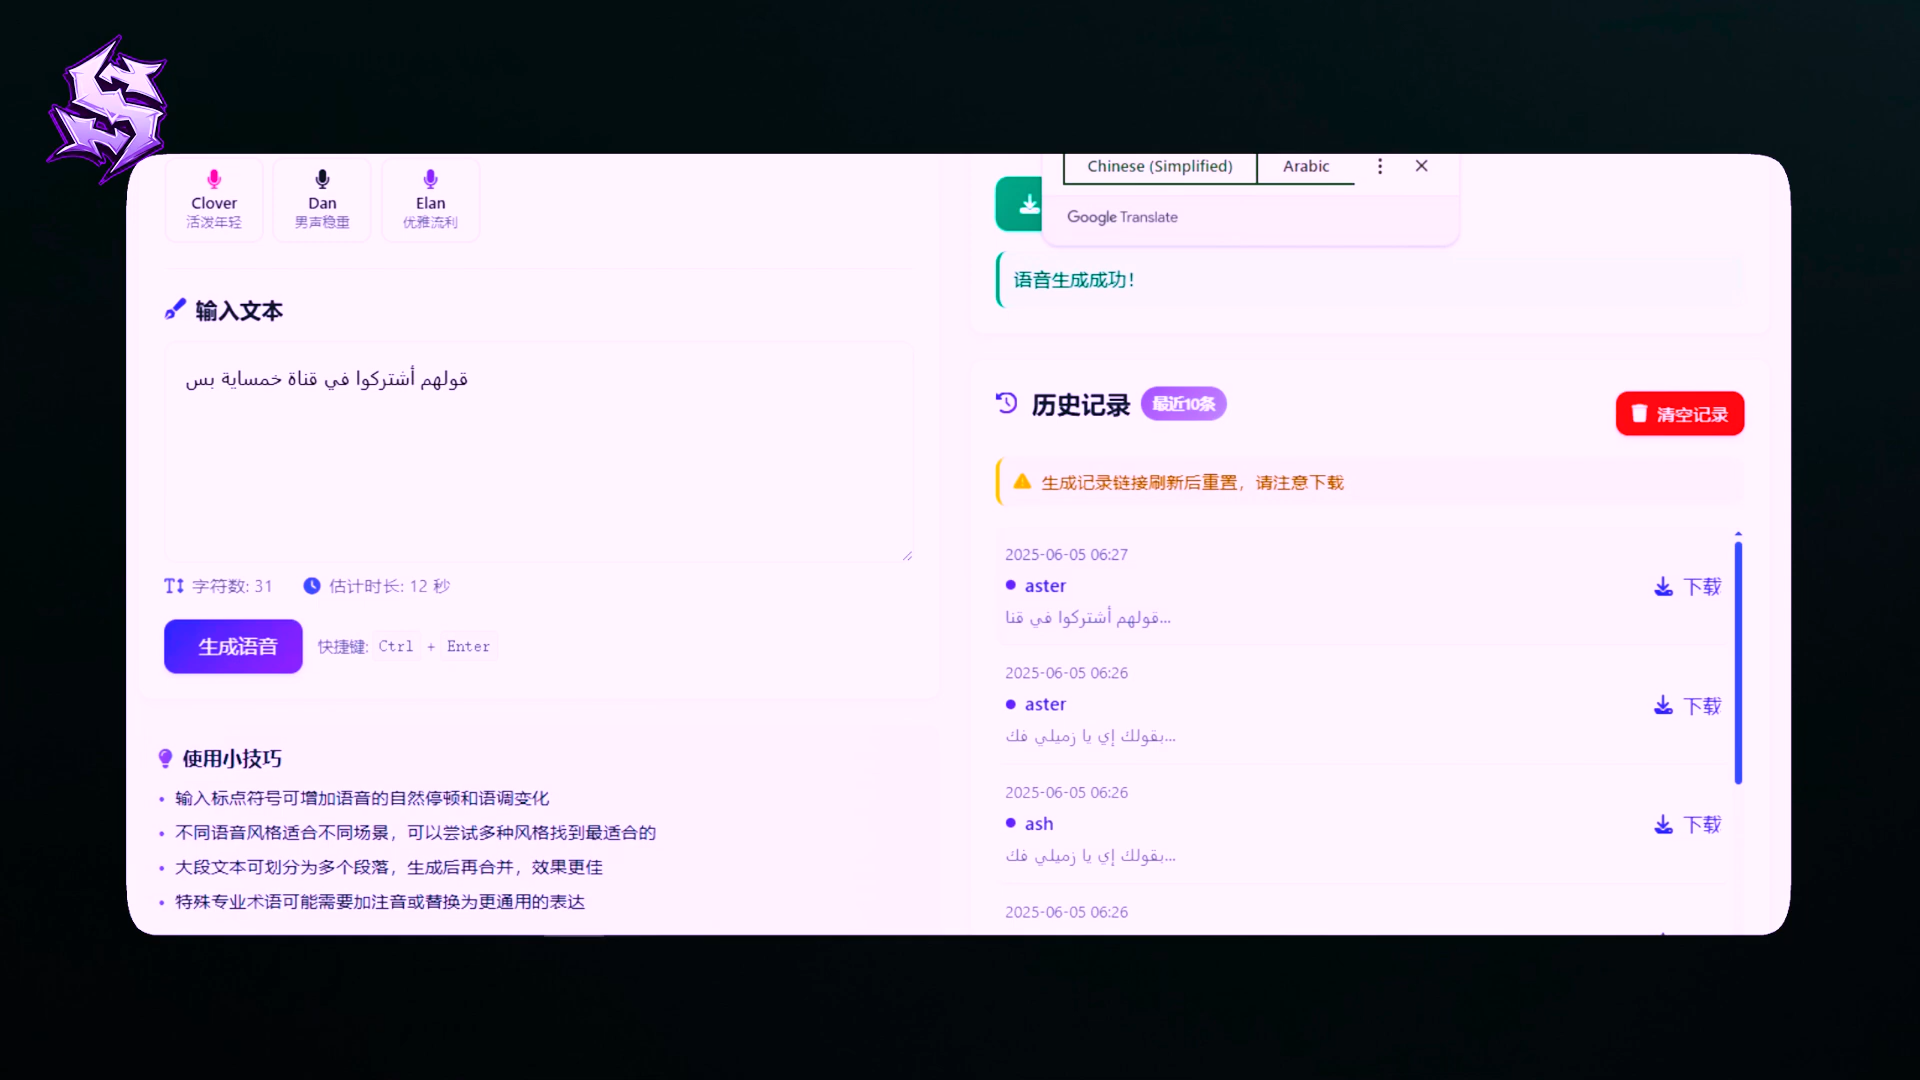 Clover
活泼年轻
Dan
男声稳重
Elan
优雅流利
输入文本
قولهم أشتركوا في قناة خمساية بس
字符数: 31
估计时长: 12 秒
生成语音
快捷键: Ctrl + Enter
使用小技巧
• 输入标点符号可增加语音的自然停顿和语调变化
• 不同语音风格适合不同场景，可以尝试多种风格找到最适合的
• 大段文本可划分为多个段落，生成后再合并，效果更佳
• 特殊专业术语可能需要加注音或替换为更通用的表达
Chinese (Simplified)
Arabic
Google Translate
语音生成成功！
历史记录
最近10条
清空记录
生成记录链接刷新后重置，请注意下载
2025-06-05 06:27
aster
下载
قولهم أشتركوا في قنا...
2025-06-05 06:26
aster
下载
بقولك إي يا زميلي فك...
2025-06-05 06:26
ash
下载
بقولك إي يا زميلي فك...
2025-06-05 06:26